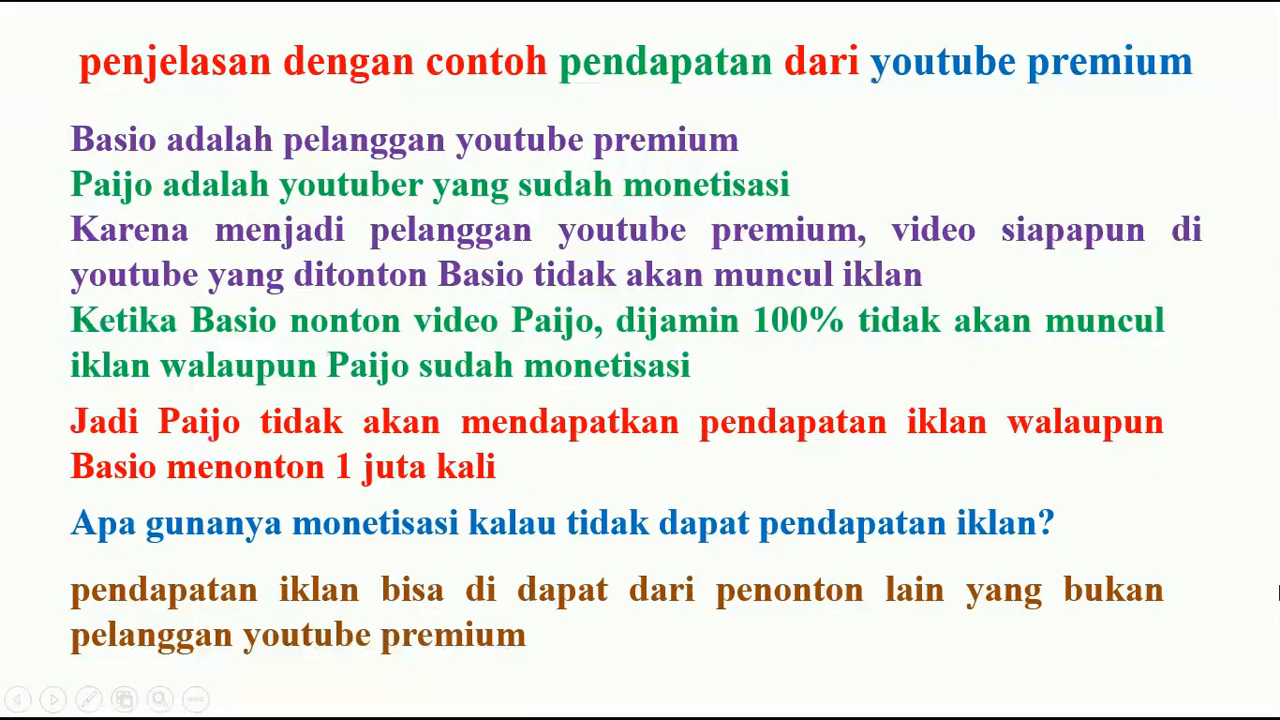 penjelasan dengan contoh pendapatan dari youtube premium
Basio adalah pelanggan youtube premium
Paijo adalah youtuber yang sudah monetisasi
Karena menjadi pelanggan youtube premium, video siapapun di
youtube yang ditonton Basio tidak akan muncul iklan
Ketika Basio nonton video Paijo, dijamin 100% tidak akan muncul
iklan walaupun Paijo sudah monetisasi
Jadi Paijo tidak akan mendapatkan pendapatan iklan walaupun
Basio menonton 1 juta kali
Apa gunanya monetisasi kalau tidak dapat pendapatan iklan?
pendapatan iklan bisa di dapat dari penonton lain yang bukan
pelanggan youtube premium